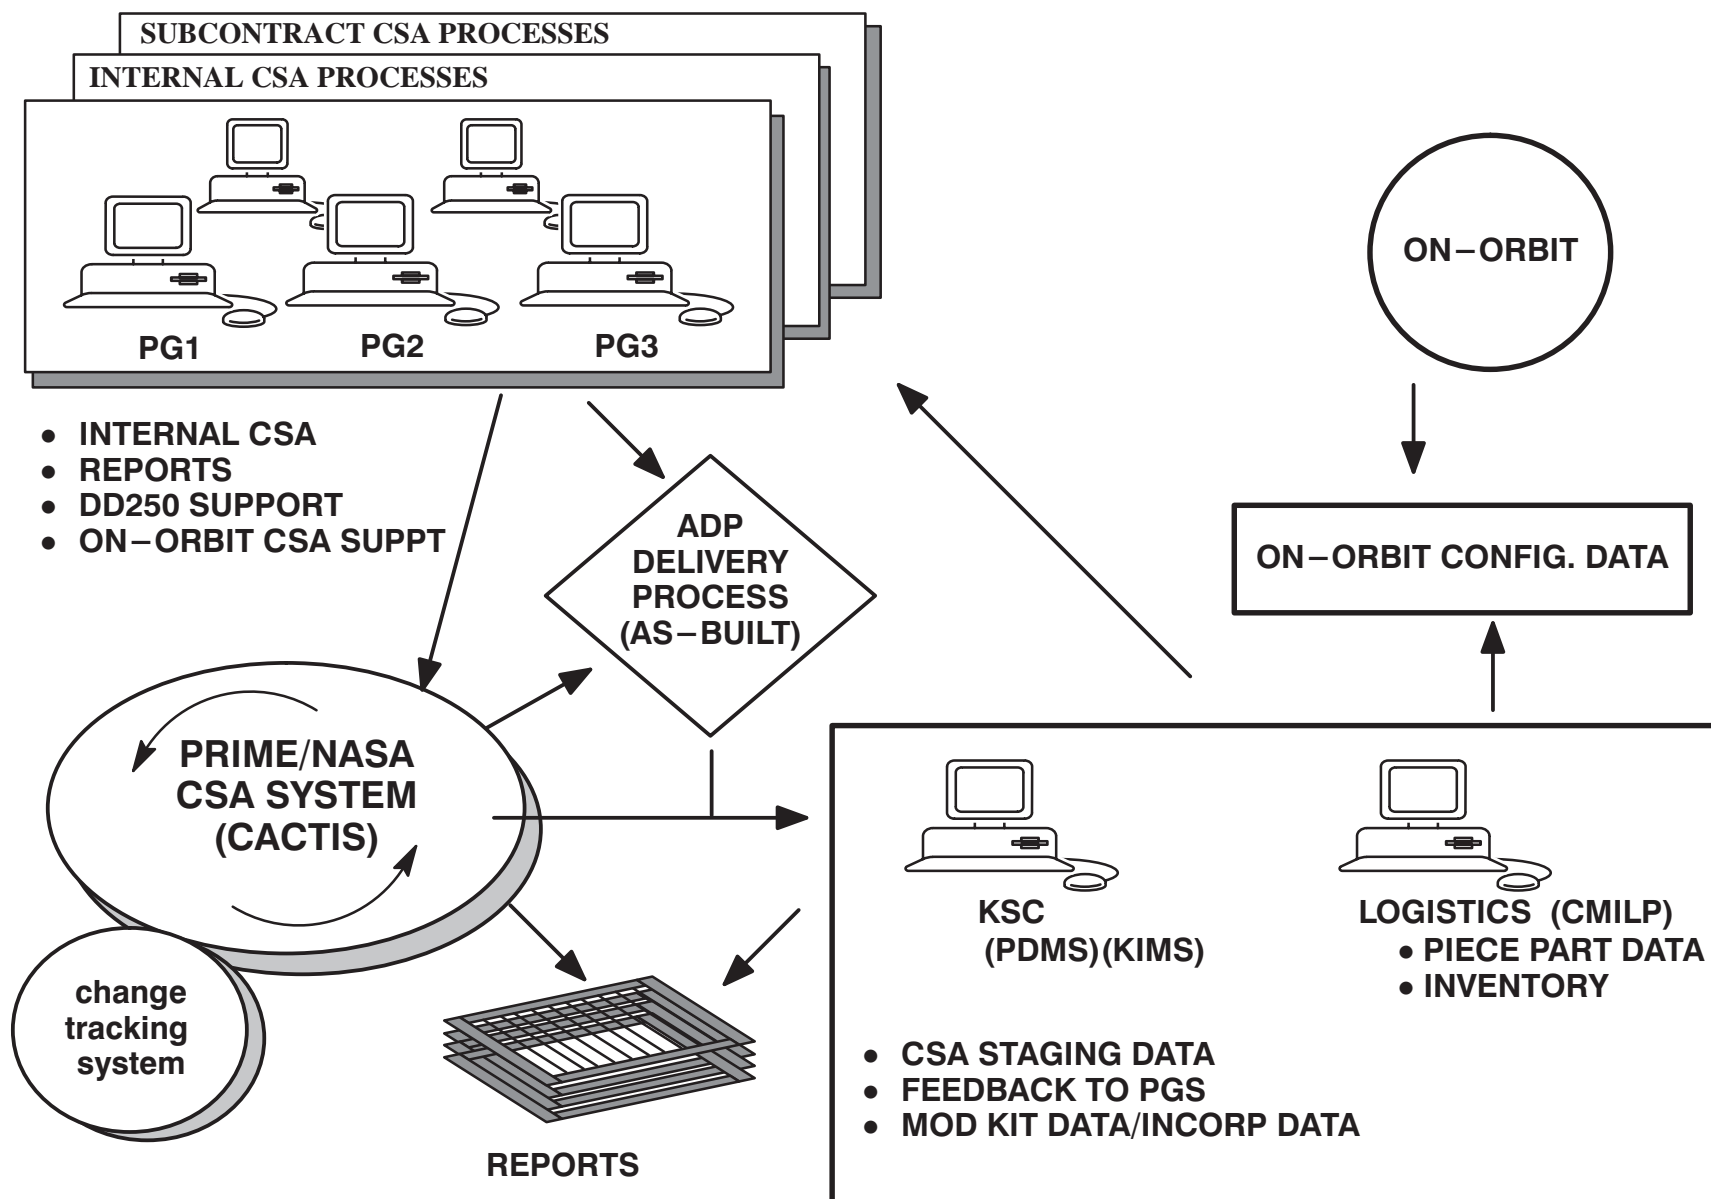 SUBCONTRACT CSA PROCESSES
INTERNAL CSA PROCESSES
PG1
PG2
PG3
• INTERNAL CSA
• REPORTS
• DD250 SUPPORT
• ON–ORBIT CSA SUPPT
ADP
DELIVERY
PROCESS
(AS–BUILT)
ON–ORBIT
ON–ORBIT CONFIG. DATA
PRIME/NASA
CSA SYSTEM
(CACTIS)
change
tracking
system
REPORTS
KSC
(PDMS)(KIMS)
LOGISTICS (CMILP)
• PIECE PART DATA
• INVENTORY
• CSA STAGING DATA
• FEEDBACK TO PGS
• MOD KIT DATA/INCORP DATA